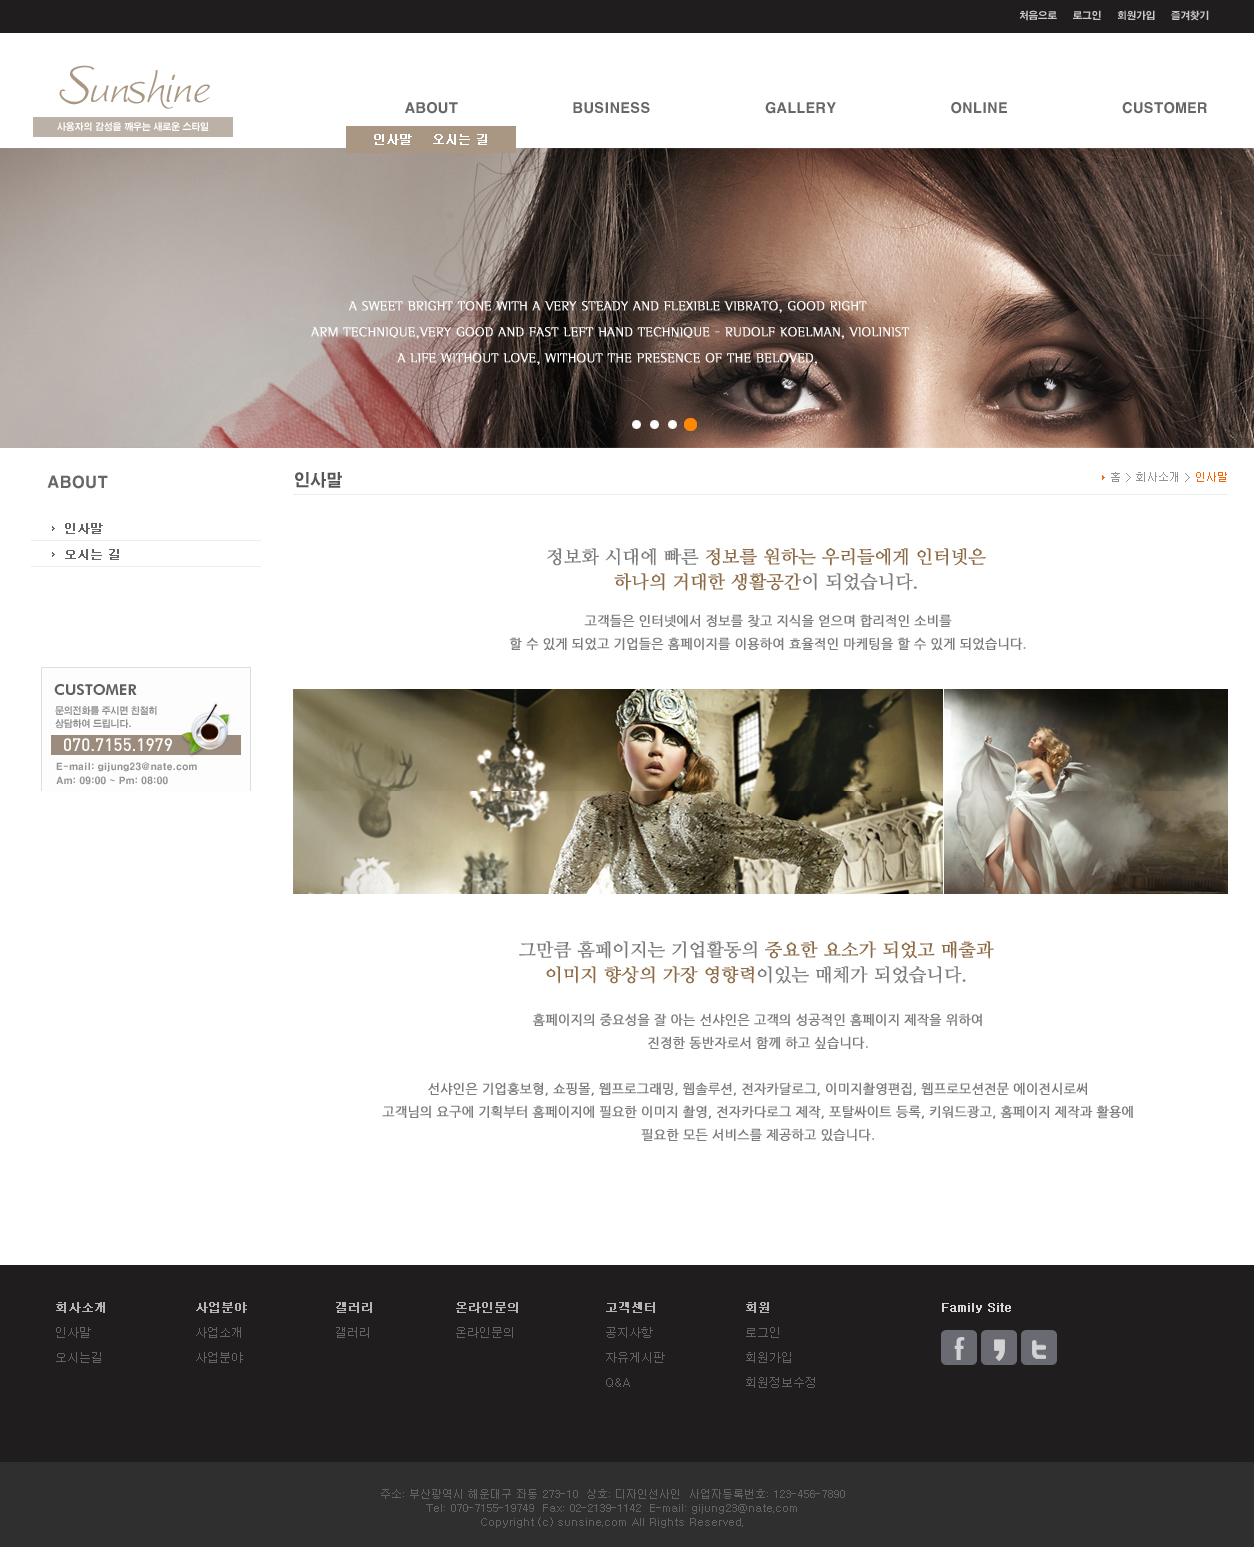 처음으로 로그인 회원가입 즐겨찾기
Sunshine
사용자의 감성을 깨우는 새로운 스타일
ABOUT BUSINESS GALLERY ONLINE CUSTOMER
인사말 오시는 길
A SWEET BRIGHT TONE WITH A VERY STEADY AND FLEXIBLE VIBRATO, GOOD RIGHT
ARM TECHNIQUE,VERY GOOD AND FAST LEFT HAND TECHNIQUE - RUDOLF KOELMAN, VIOLINIST
A LIFE WITHOUT LOVE, WITHOUT THE PRESENCE OF THE BELOVED,
ABOUT
인사말
오시는 길
CUSTOMER
문의전화를 주시면 친절히
상담하여 드립니다.
070.7155.1979
E-mail: gijung23@nate.com
Am: 09:00 ~ Pm: 08:00
인사말
홈 > 회사소개 > 인사말
정보화 시대에 빠른 정보를 원하는 우리들에게 인터넷은
하나의 거대한 생활공간이 되었습니다.
고객들은 인터넷에서 정보를 찾고 지식을 얻으며 합리적인 소비를
할 수 있게 되었고 기업들은 홈페이지를 이용하여 효율적인 마케팅을 할 수 있게 되었습니다.
그만큼 홈페이지는 기업활동의 중요한 요소가 되었고 매출과
이미지 향상의 가장 영향력이있는 매체가 되었습니다.
홈페이지의 중요성을 잘 아는 선샤인은 고객의 성공적인 홈페이지 제작을 위하여
진정한 동반자로서 함께 하고 싶습니다.
선샤인은 기업홍보형, 쇼핑몰, 웹프로그래밍, 웹솔루션, 전자카달로그, 이미지촬영편집, 웹프로모션전문 에이전시로써
고객님의 요구에 기획부터 홈페이지에 필요한 이미지 촬영, 전자카다로그 제작, 포탈싸이트 등록, 키워드광고, 홈페이지 제작과 활용에
필요한 모든 서비스를 제공하고 있습니다.
회사소개 사업분야 갤러리 온라인문의 고객센터 회원 Family Site
인사말 사업소개 갤러리 온라인문의 공지사항 로그인
오시는길 사업분야 자유게시판 회원가입
Q&A 회원정보수정
주소: 부산광역시 해운대구 좌동 273-10 상호: 디자인선사인 사업자등록번호: 123-456-7890
Tel: 070-7155-19749 Fax: 02-2139-1142 E-mail: gijung23@nate.com
Copyright (c) sunsine.com All Rights Reserved.